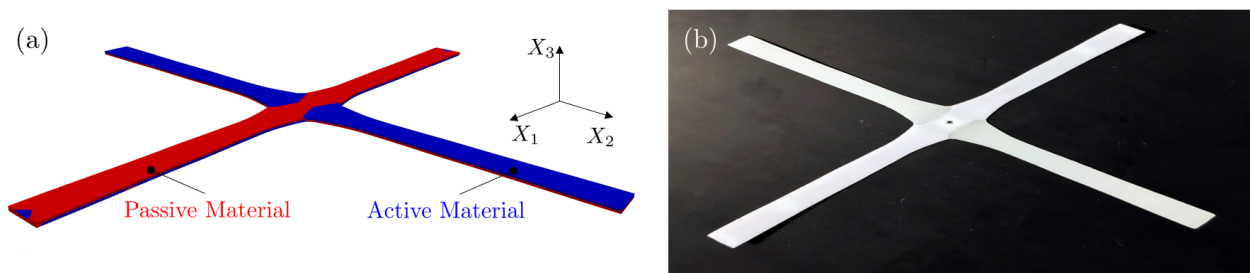 (a)
X₃
X₁
X₂
Passive Material
Active Material
(b)